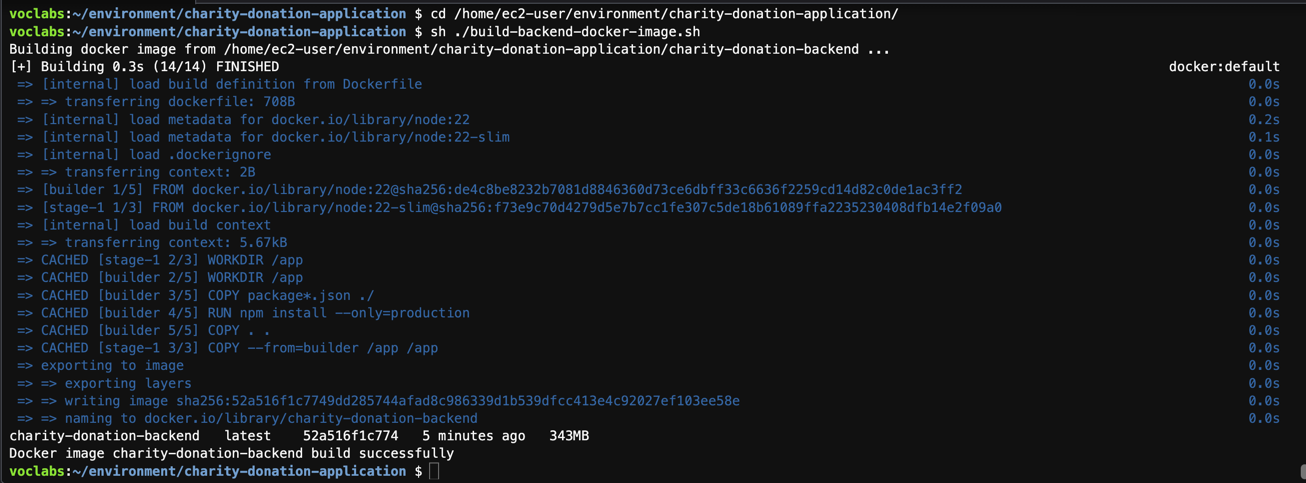 voclabs:~/environment/charity-donation-application $ cd /home/ec2-user/environment/charity-donation-application/
voclabs:~/environment/charity-donation-application $ sh ./build-backend-docker-image.sh
Building docker image from /home/ec2-user/environment/charity-donation-application/charity-donation-backend ...
[+] Building 0.3s (14/14) FINISHED docker:default
=> [internal] load build definition from Dockerfile 0.0s
=> => transferring dockerfile: 708B 0.0s
=> [internal] load metadata for docker.io/library/node:22 0.2s
=> [internal] load metadata for docker.io/library/node:22-slim 0.1s
=> [internal] load .dockerignore 0.0s
=> => transferring context: 2B 0.0s
=> [builder 1/5] FROM docker.io/library/node:22@sha256:de4c8be8232b7081d8846360d73ce6dbff33c6636f2259cd14d82c0de1ac3ff2 0.0s
=> [stage-1 1/3] FROM docker.io/library/node:22-slim@sha256:f73e9c70d4279d5e7b7cc1fe307c5de18b61089ffa2235230408dfb14e2f09a0 0.0s
=> [internal] load build context 0.0s
=> => transferring context: 5.67kB 0.0s
=> CACHED [stage-1 2/3] WORKDIR /app 0.0s
=> CACHED [builder 2/5] WORKDIR /app 0.0s
=> CACHED [builder 3/5] COPY package*.json ./ 0.0s
=> CACHED [builder 4/5] RUN npm install --only=production 0.0s
=> CACHED [builder 5/5] COPY . . 0.0s
=> CACHED [stage-1 3/3] COPY --from=builder /app /app 0.0s
=> exporting to image 0.0s
=> => exporting layers 0.0s
=> => writing image sha256:52a516f1c7749dd285744afad8c986339d1b539dfcc413e4c92027ef103ee58e 0.0s
=> => naming to docker.io/library/charity-donation-backend 0.0s
charity-donation-backend latest 52a516f1c774 5 minutes ago 343MB
Docker image charity-donation-backend build successfully
voclabs:~/environment/charity-donation-application $